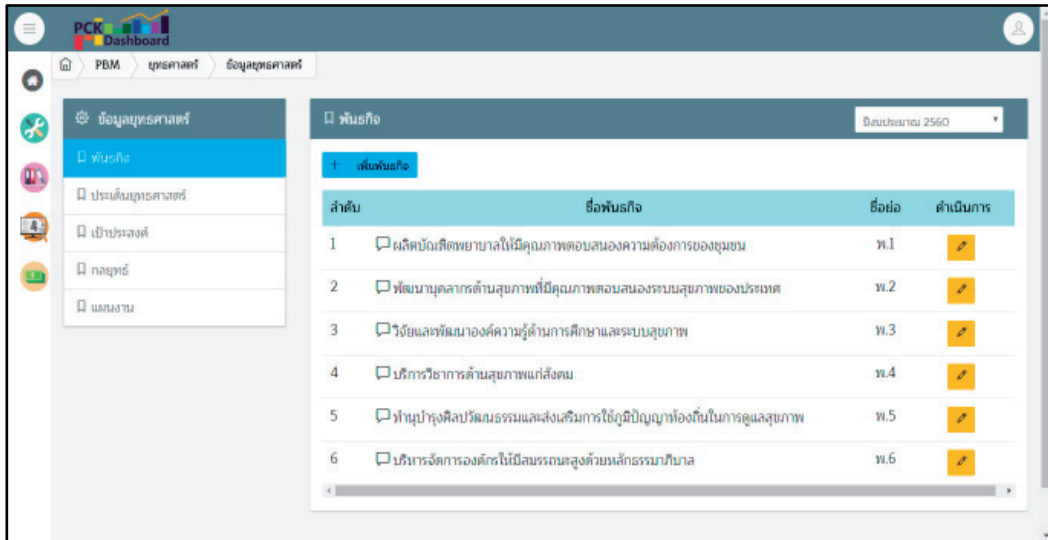 PCK
Dashboard
PBM ยุทธศาสตร์ ข้อมูลยุทธศาสตร์
ข้อมูลยุทธศาสตร์
พันธกิจ
ประเด็นยุทธศาสตร์
เป้าประสงค์
กลยุทธ์
แผนงาน
พันธกิจ ปีงบประมาณ 2560
+ เพิ่มพันธกิจ
ลำดับ ชื่อพันธกิจ ชื่อย่อ ดำเนินการ
1 ผลิตบัณฑิตพยาบาลให้มีคุณภาพตอบสนองความต้องการของชุมชน พ.1
2 พัฒนาบุคลากรด้านสุขภาพที่มีคุณภาพตอบสนองระบบสุขภาพของประเทศ พ.2
3 วิจัยและพัฒนาองค์ความรู้ด้านการศึกษาและระบบสุขภาพ พ.3
4 บริการวิชาการด้านสุขภาพแก่สังคม พ.4
5 ทำนุบำรุงศิลปวัฒนธรรมและส่งเสริมการใช้ภูมิปัญญาท้องถิ่นในการดูแลสุขภาพ พ.5
6 บริหารจัดการองค์กรให้มีสมรรถนะสูงด้วยหลักธรรมาภิบาล พ.6